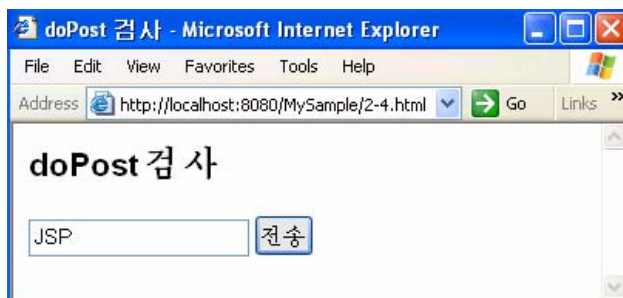 doPost 검사 - Microsoft Internet Explorer
File Edit View Favorites Tools Help
Address http://localhost:8080/MySample/2-4.html Go Links »
doPost 검사
JSP 전송